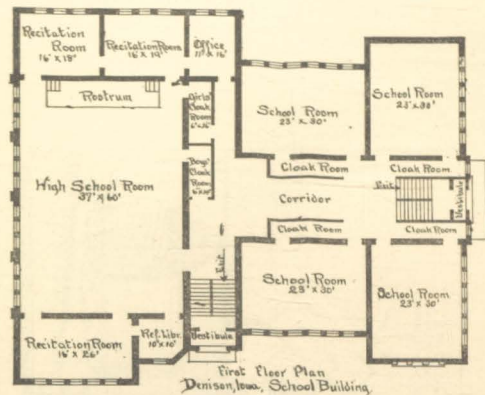 Recitation
Room
16' x 18'
Recitation Room
16' x 19'
Office
11' x 16'
Rostrum
Girls'
Cloak
Room
6' x 16'
Boys'
Cloak
Room
School Room
23' x 30'
School Room
23' x 30'
Cloak Room
Cloak Room
High School Room
37' x 60'
Corridor
Exit
Vestibule
Cloak Room
Cloak Room
Exit
School Room
23' x 30'
School Room
23' x 30'
Recitation Room
16' x 26'
Ref. Libr.
10' x 10'
Vestibule
First Floor Plan
Denison, Iowa, School Building.